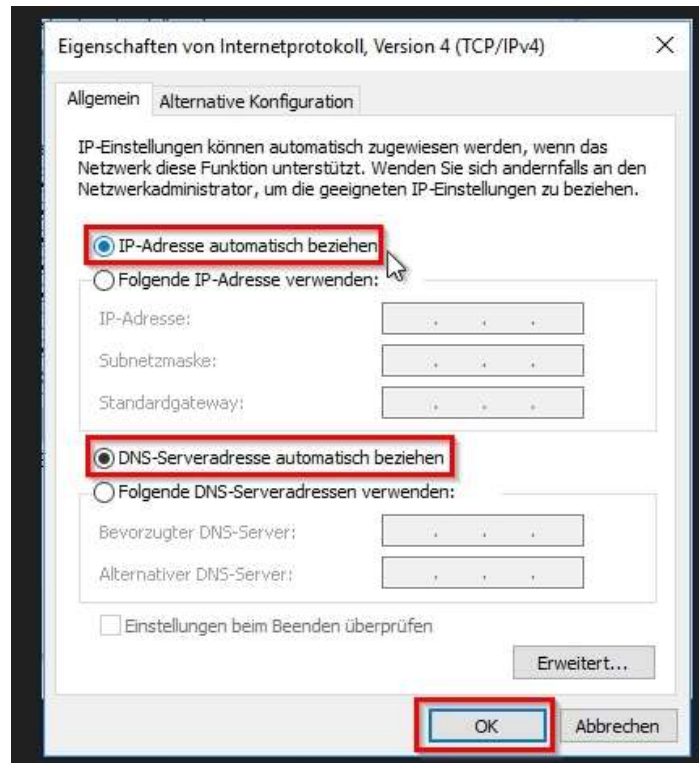 Eigenschaften von Internetprotokoll, Version 4 (TCP/IPv4)
Allgemein
Alternative Konfiguration
IP-Einstellungen können automatisch zugewiesen werden, wenn das
Netzwerk diese Funktion unterstützt. Wenden Sie sich andernfalls an den
Netzwerkadministrator, um die geeigneten IP-Einstellungen zu beziehen.
IP-Adresse automatisch beziehen
Folgende IP-Adresse verwenden:
IP-Adresse:
Subnetzmaske:
Standardgateway:
DNS-Serveradresse automatisch beziehen
Folgende DNS-Serveradressen verwenden:
Bevorzugter DNS-Server:
Alternativer DNS-Server:
Einstellungen beim Beenden überprüfen
Erweitert...
OK
Abbrechen